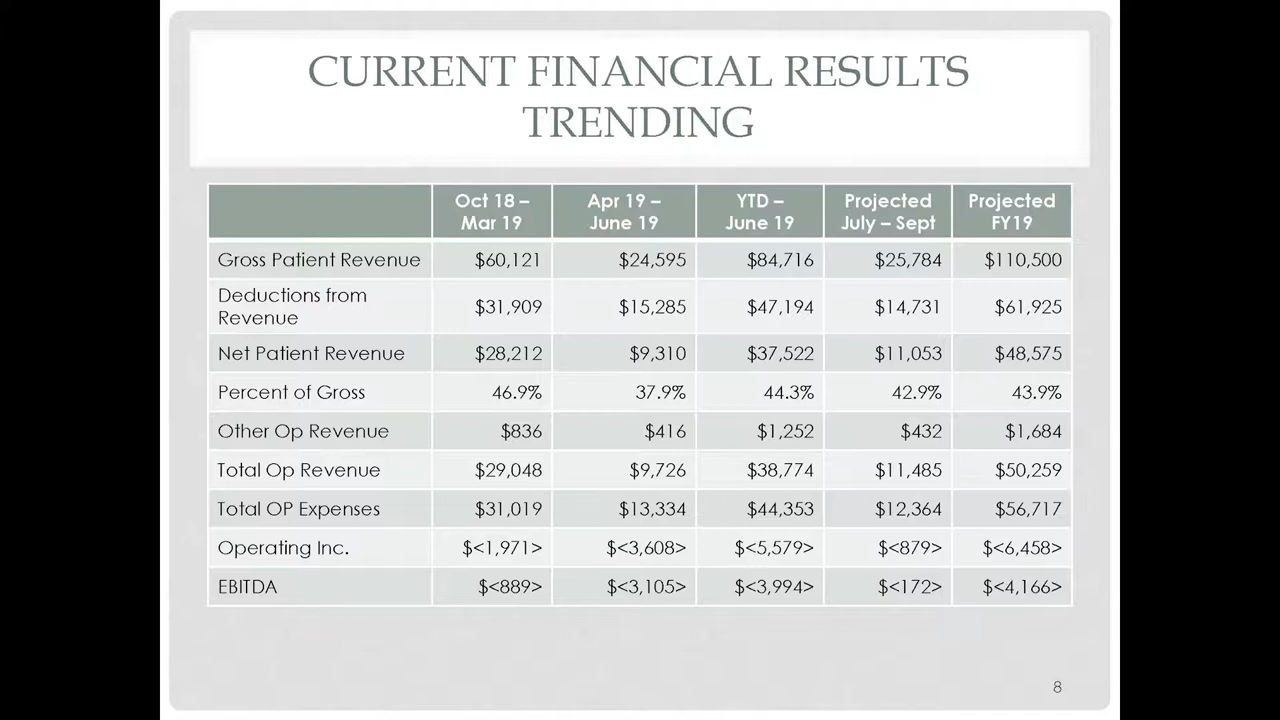 CURRENT FINANCIAL RESULTS
TRENDING
Oct 18 – Mar 19 Apr 19 – June 19 YTD – June 19 Projected July – Sept Projected FY19
Gross Patient Revenue $60,121 $24,595 $84,716 $25,784 $110,500
Deductions from Revenue $31,909 $15,285 $47,194 $14,731 $61,925
Net Patient Revenue $28,212 $9,310 $37,522 $11,053 $48,575
Percent of Gross 46.9% 37.9% 44.3% 42.9% 43.9%
Other Op Revenue $836 $416 $1,252 $432 $1,684
Total Op Revenue $29,048 $9,726 $38,774 $11,485 $50,259
Total OP Expenses $31,019 $13,334 $44,353 $12,364 $56,717
Operating Inc. $<1,971> $<3,608> $<5,579> $<879> $<6,458>
EBITDA $<889> $<3,105> $<3,994> $<172> $<4,166>
8